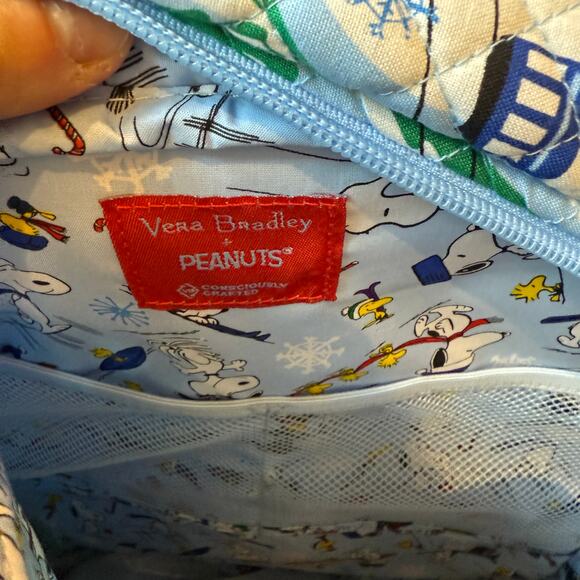 Vera Bradley
+
PEANUTS®
CONSCIOUSLY
CRAFTED